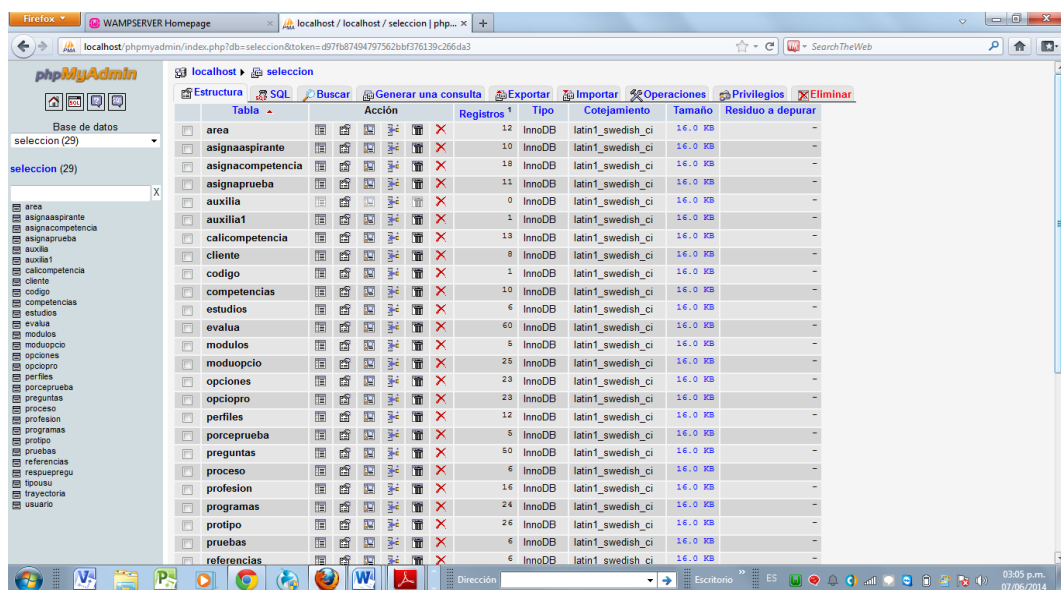 Firefox
WAMPSERVER Homepage × localhost / localhost / seleccion | php... × +
localhost/phpmyadmin/index.php?db=seleccion&token=d97fb87494797562bbf376139c266da3
SearchTheWeb
phpMyAdmin
Base de datos
seleccion (29)
seleccion (29)
X
area
asignaaspirante
asignacompetencia
asignaprueba
auxilia
auxilia1
calicompetencia
cliente
codigo
competencias
estudios
evalua
modulos
moduopcio
opciones
opciopro
perfiles
porceprueba
preguntas
proceso
profesion
programas
protipo
pruebas
referencias
respuepregu
tipousu
trayectoria
usuario
localhost ▸ seleccion
Estructura SQL Buscar Generar una consulta Exportar Importar Operaciones Privilegios Eliminar
Tabla Acción Registros 1 Tipo Cotejamiento Tamaño Residuo a depurar
area 12 InnoDB latin1_swedish_ci 16.0 KB -
asignaaspirante 10 InnoDB latin1_swedish_ci 16.0 KB -
asignacompetencia 18 InnoDB latin1_swedish_ci 16.0 KB -
asignaprueba 11 InnoDB latin1_swedish_ci 16.0 KB -
auxilia 0 InnoDB latin1_swedish_ci 16.0 KB -
auxilia1 1 InnoDB latin1_swedish_ci 16.0 KB -
calicompetencia 13 InnoDB latin1_swedish_ci 16.0 KB -
cliente 8 InnoDB latin1_swedish_ci 16.0 KB -
codigo 1 InnoDB latin1_swedish_ci 16.0 KB -
competencias 10 InnoDB latin1_swedish_ci 16.0 KB -
estudios 6 InnoDB latin1_swedish_ci 16.0 KB -
evalua 60 InnoDB latin1_swedish_ci 16.0 KB -
modulos 5 InnoDB latin1_swedish_ci 16.0 KB -
moduopcio 25 InnoDB latin1_swedish_ci 16.0 KB -
opciones 23 InnoDB latin1_swedish_ci 16.0 KB -
opciopro 23 InnoDB latin1_swedish_ci 16.0 KB -
perfiles 12 InnoDB latin1_swedish_ci 16.0 KB -
porceprueba 5 InnoDB latin1_swedish_ci 16.0 KB -
preguntas 50 InnoDB latin1_swedish_ci 16.0 KB -
proceso 6 InnoDB latin1_swedish_ci 16.0 KB -
profesion 16 InnoDB latin1_swedish_ci 16.0 KB -
programas 24 InnoDB latin1_swedish_ci 16.0 KB -
protipo 26 InnoDB latin1_swedish_ci 16.0 KB -
pruebas 6 InnoDB latin1_swedish_ci 16.0 KB -
referencias 6 InnoDB latin1_swedish_ci 16.0 KB -
Dirección Escritorio » ES 03:05 p.m.
07/06/2014